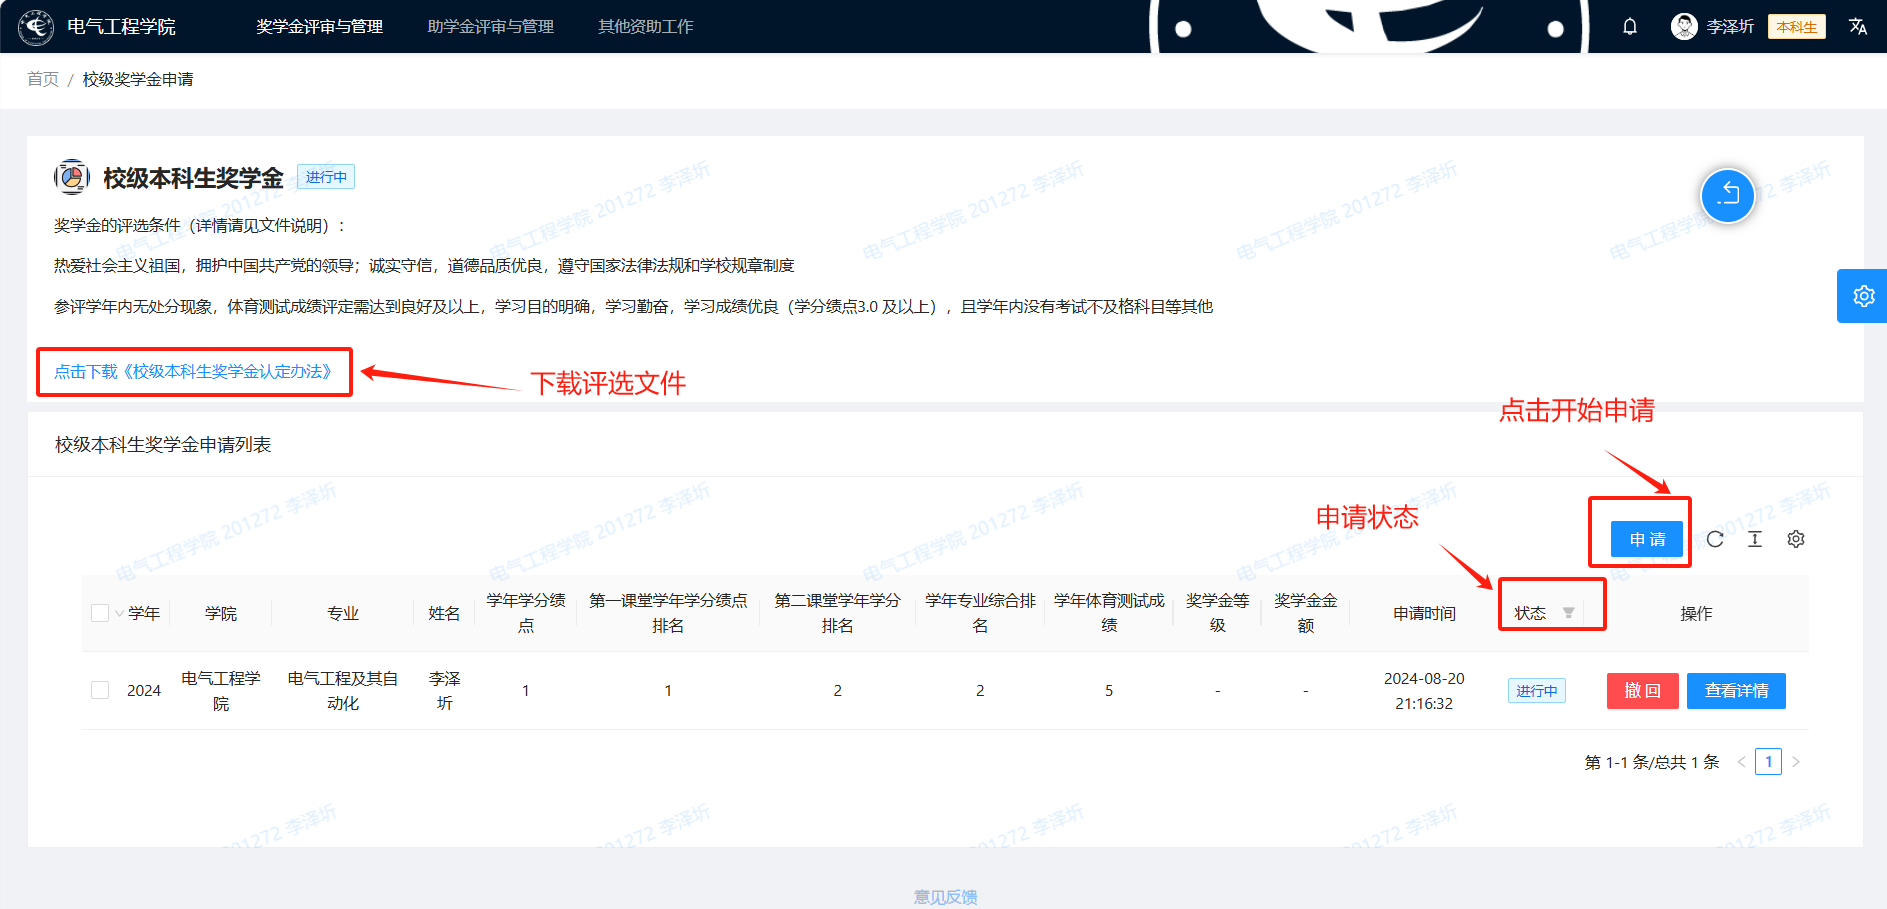 电气工程学院 奖学金评审与管理 助学金评审与管理 其他资助工作 李泽圻 本科生
首页 / 校级奖学金申请
校级本科生奖学金 进行中
奖学金的评选条件（详情请见文件说明）：
热爱社会主义祖国，拥护中国共产党的领导；诚实守信，道德品质优良，遵守国家法律法规和学校规章制度
参评学年内无处分现象，体育测试成绩评定需达到良好及以上，学习目的明确，学习勤奋，学习成绩优良（学分绩点3.0 及以上），且学年内没有考试不及格科目等其他
点击下载《校级本科生奖学金认定办法》
下载评选文件
点击开始申请
校级本科生奖学金申请列表
申请状态
申 请
学年 学院 专业 姓名 学年学分绩点 第一课堂学年学分绩点排名 第二课堂学年学分排名 学年专业综合排名 学年体育测试成绩 奖学金等级 奖学金金额 申请时间 状态 操作
2024 电气工程学院 电气工程及其自动化 李泽圻 1 1 2 2 5 - - 2024-08-20 21:16:32 进行中 撤 回 查看详情
第 1-1 条/总共 1 条 < 1 >
意见反馈
电气工程学院 201272 李泽圻